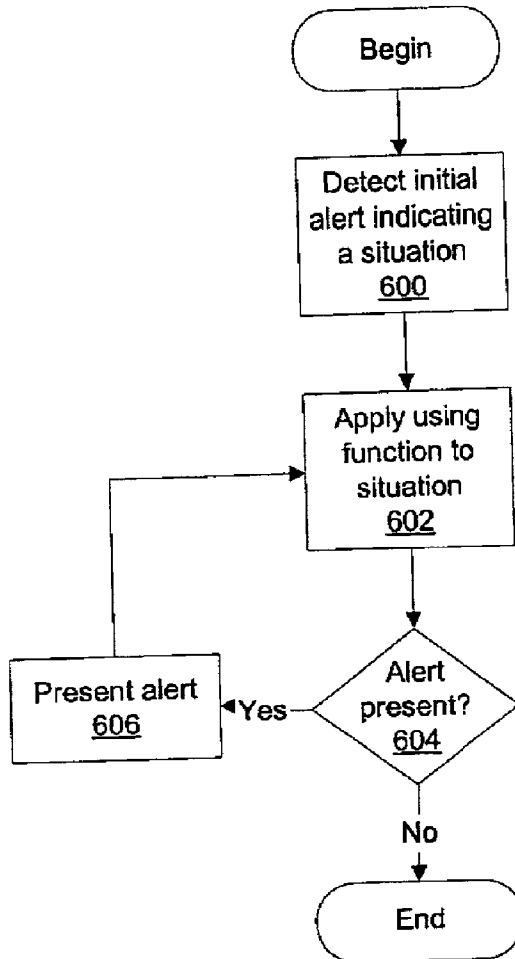 Begin
Detect initial
alert indicating
a situation
600
Apply using
function to
situation
602
Alert
present?
604
Yes
Present alert
606
No
End